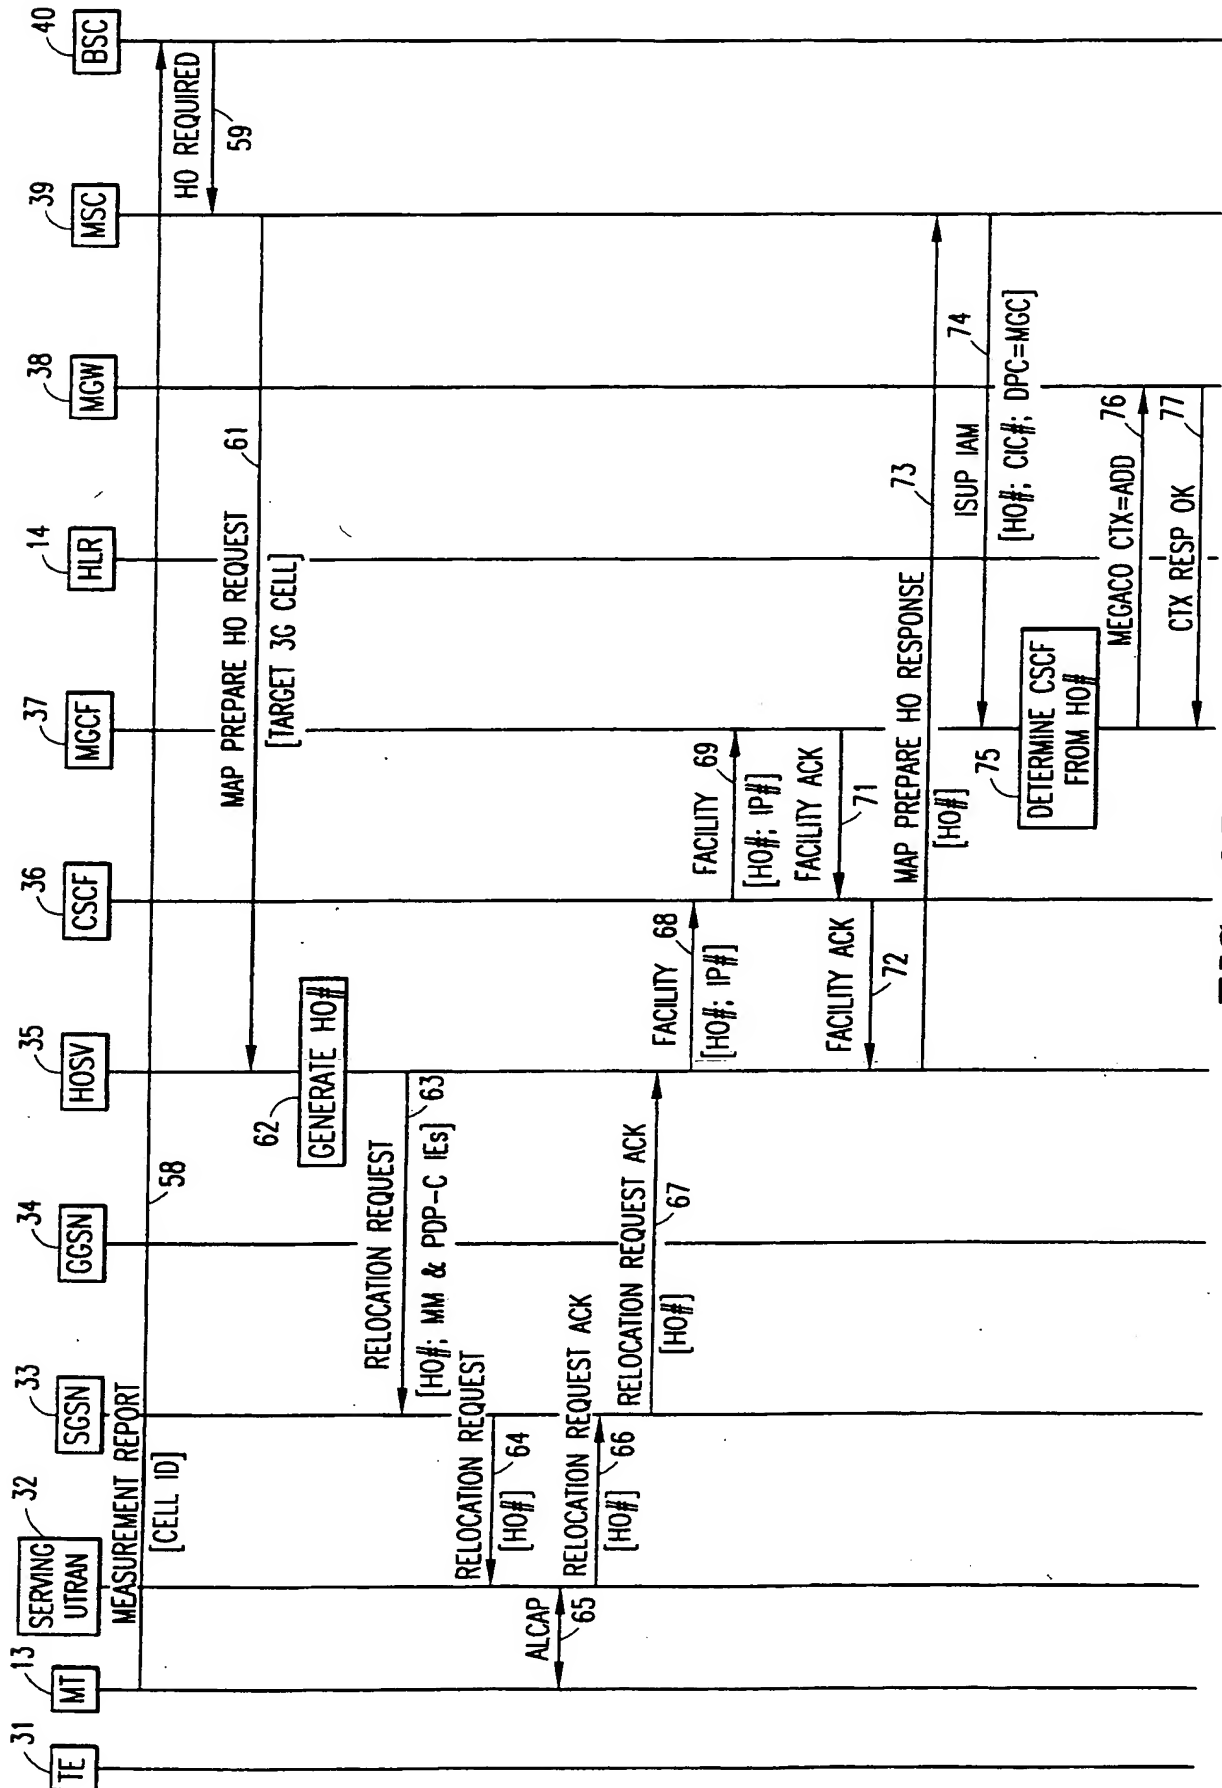 31
TE
13
MT
32
SERVING
UTRAN
33
SGSN
34
GGSN
35
HOSV
36
CSCF
37
MGCF
14
HLR
38
MGW
39
MSC
40
BSC
MEASUREMENT REPORT
[CELL ID]
58
HO REQUIRED
59
MAP PREPARE HO REQUEST
61
[TARGET 3G CELL]
62
GENERATE HO#
RELOCATION REQUEST
63
[HO#; MM & PDP-C IEs]
RELOCATION REQUEST
64
[HO#]
ALCAP
65
RELOCATION REQUEST ACK
66
[HO#]
RELOCATION REQUEST ACK
67
[HO#]
FACILITY 68
[HO#; IP#]
FACILITY 69
[HO#; IP#]
FACILITY ACK
71
FACILITY ACK
72
MAP PREPARE HO RESPONSE
73
[HO#]
ISUP IAM
74
[HO#; CIC#; DPC=MGC]
75
DETERMINE CSCF
FROM HO#
MEGACO CTX=ADD
76
CTX RESP OK
77